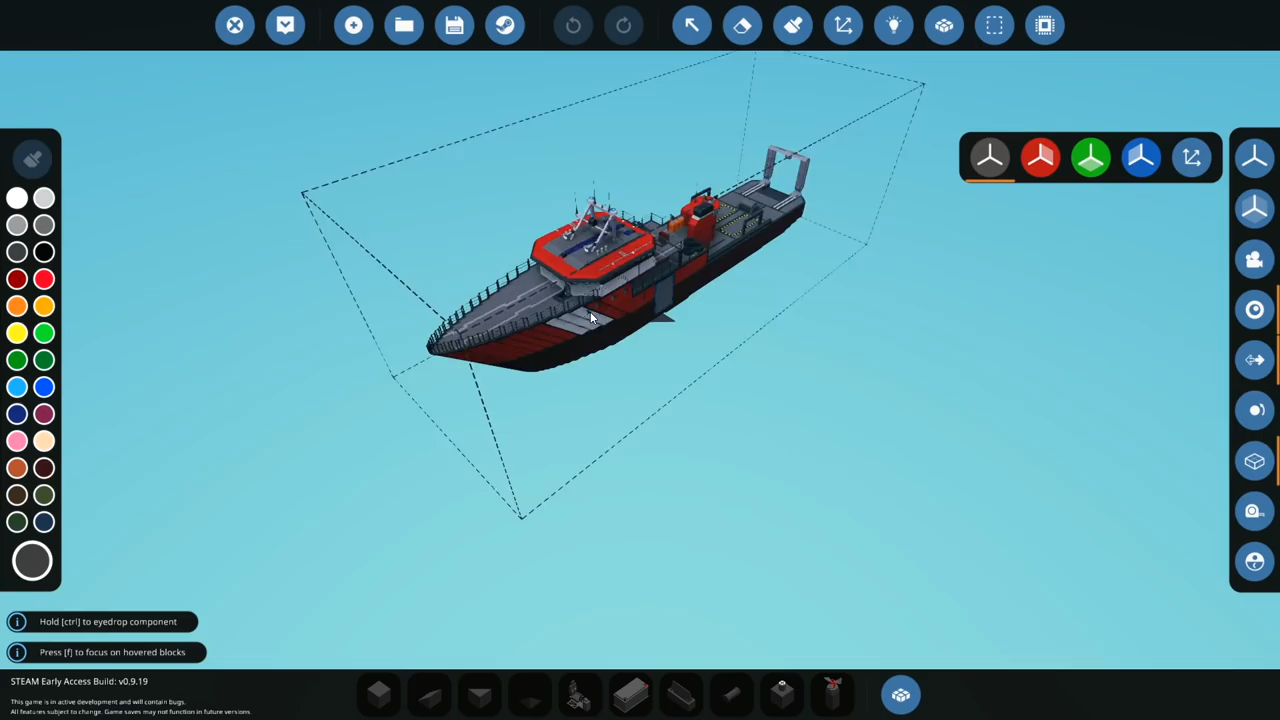 Hold [ctrl] to eyedrop component
Press [f] to focus on hovered blocks
STEAM Early Access Build: v0.9.19
This game is in active development and will contain bugs.
All features subject to change. Game saves may not function in future versions.